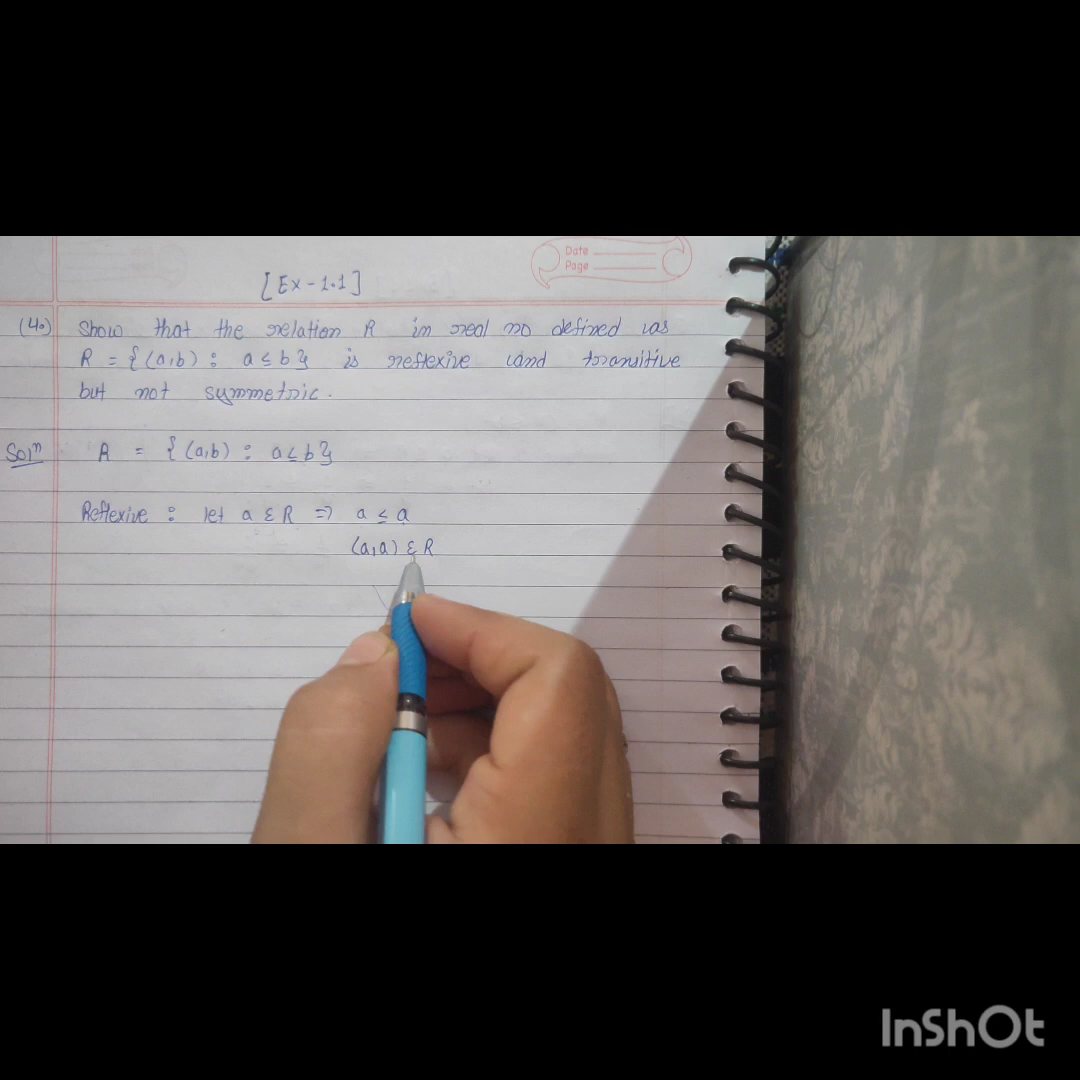 Date
Page
[Ex-1.1]
(4.) Show that the relation R in real no defined as
R = {(a,b) : a ≤ b} is reflexive and transitive
but not symmetric.
Solⁿ R = {(a,b) : a ≤ b}
Reflexive : let a ε R ⇒ a ≤ a
(a,a) ε R
InShOt